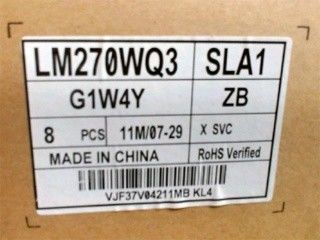 LM270WQ3 SLA1
G1W4Y ZB
8 PCS 11M/07-29 X SVC
MADE IN CHINA RoHS Verified
VJF37V04211MB KL4